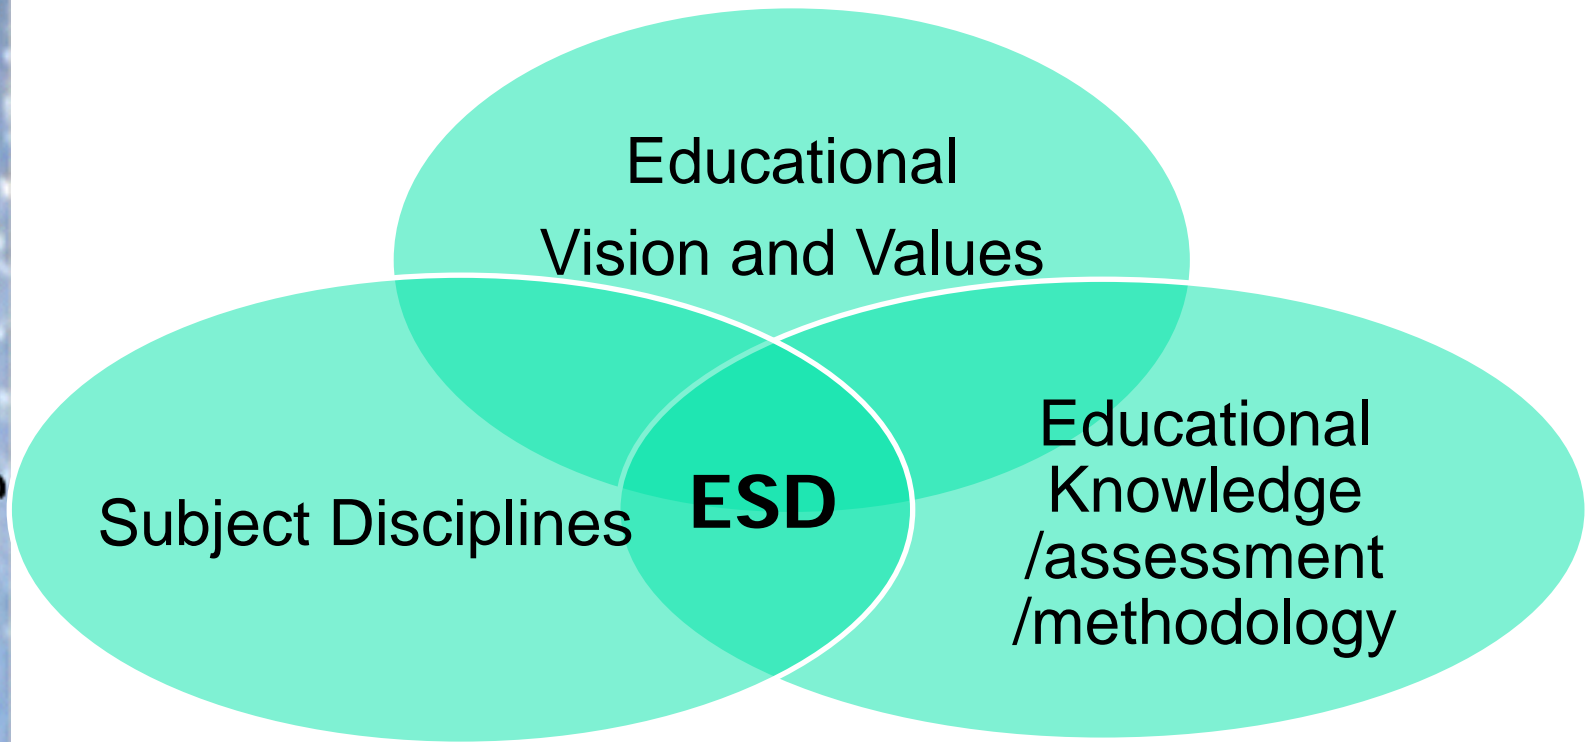 Educational
Vision and Values
Subject Disciplines
ESD
Educational
Knowledge
/assessment
/methodology